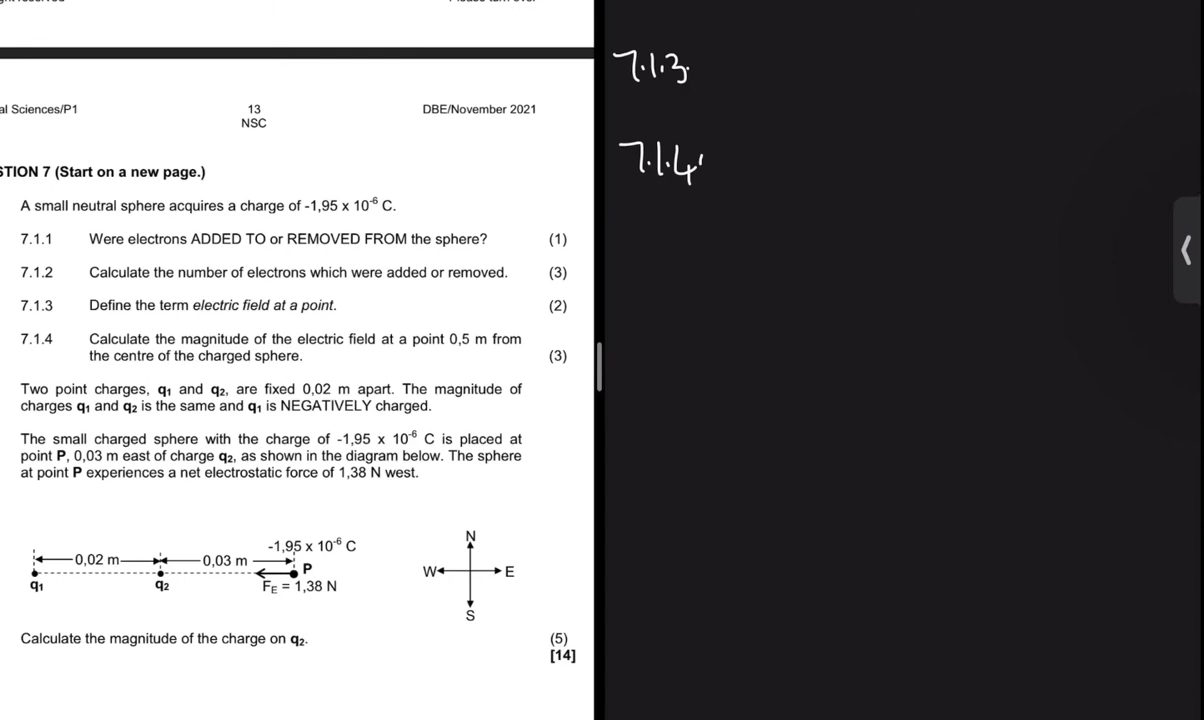 al Sciences/P1 13 DBE/November 2021
NSC
STION 7 (Start on a new page.)
A small neutral sphere acquires a charge of -1,95 x 10⁻⁶ C.
7.1.1 Were electrons ADDED TO or REMOVED FROM the sphere? (1)
7.1.2 Calculate the number of electrons which were added or removed. (3)
7.1.3 Define the term electric field at a point. (2)
7.1.4 Calculate the magnitude of the electric field at a point 0,5 m from
the centre of the charged sphere. (3)
Two point charges, q₁ and q₂, are fixed 0,02 m apart. The magnitude of
charges q₁ and q₂ is the same and q₁ is NEGATIVELY charged.
The small charged sphere with the charge of -1,95 x 10⁻⁶ C is placed at
point P, 0,03 m east of charge q₂, as shown in the diagram below. The sphere
at point P experiences a net electrostatic force of 1,38 N west.
-1,95 x 10⁻⁶ C
0,02 m 0,03 m
P
q₁ q₂ F_E = 1,38 N
N
W E
S
Calculate the magnitude of the charge on q₂. (5)
[14]
7.1.3.
7.1.4